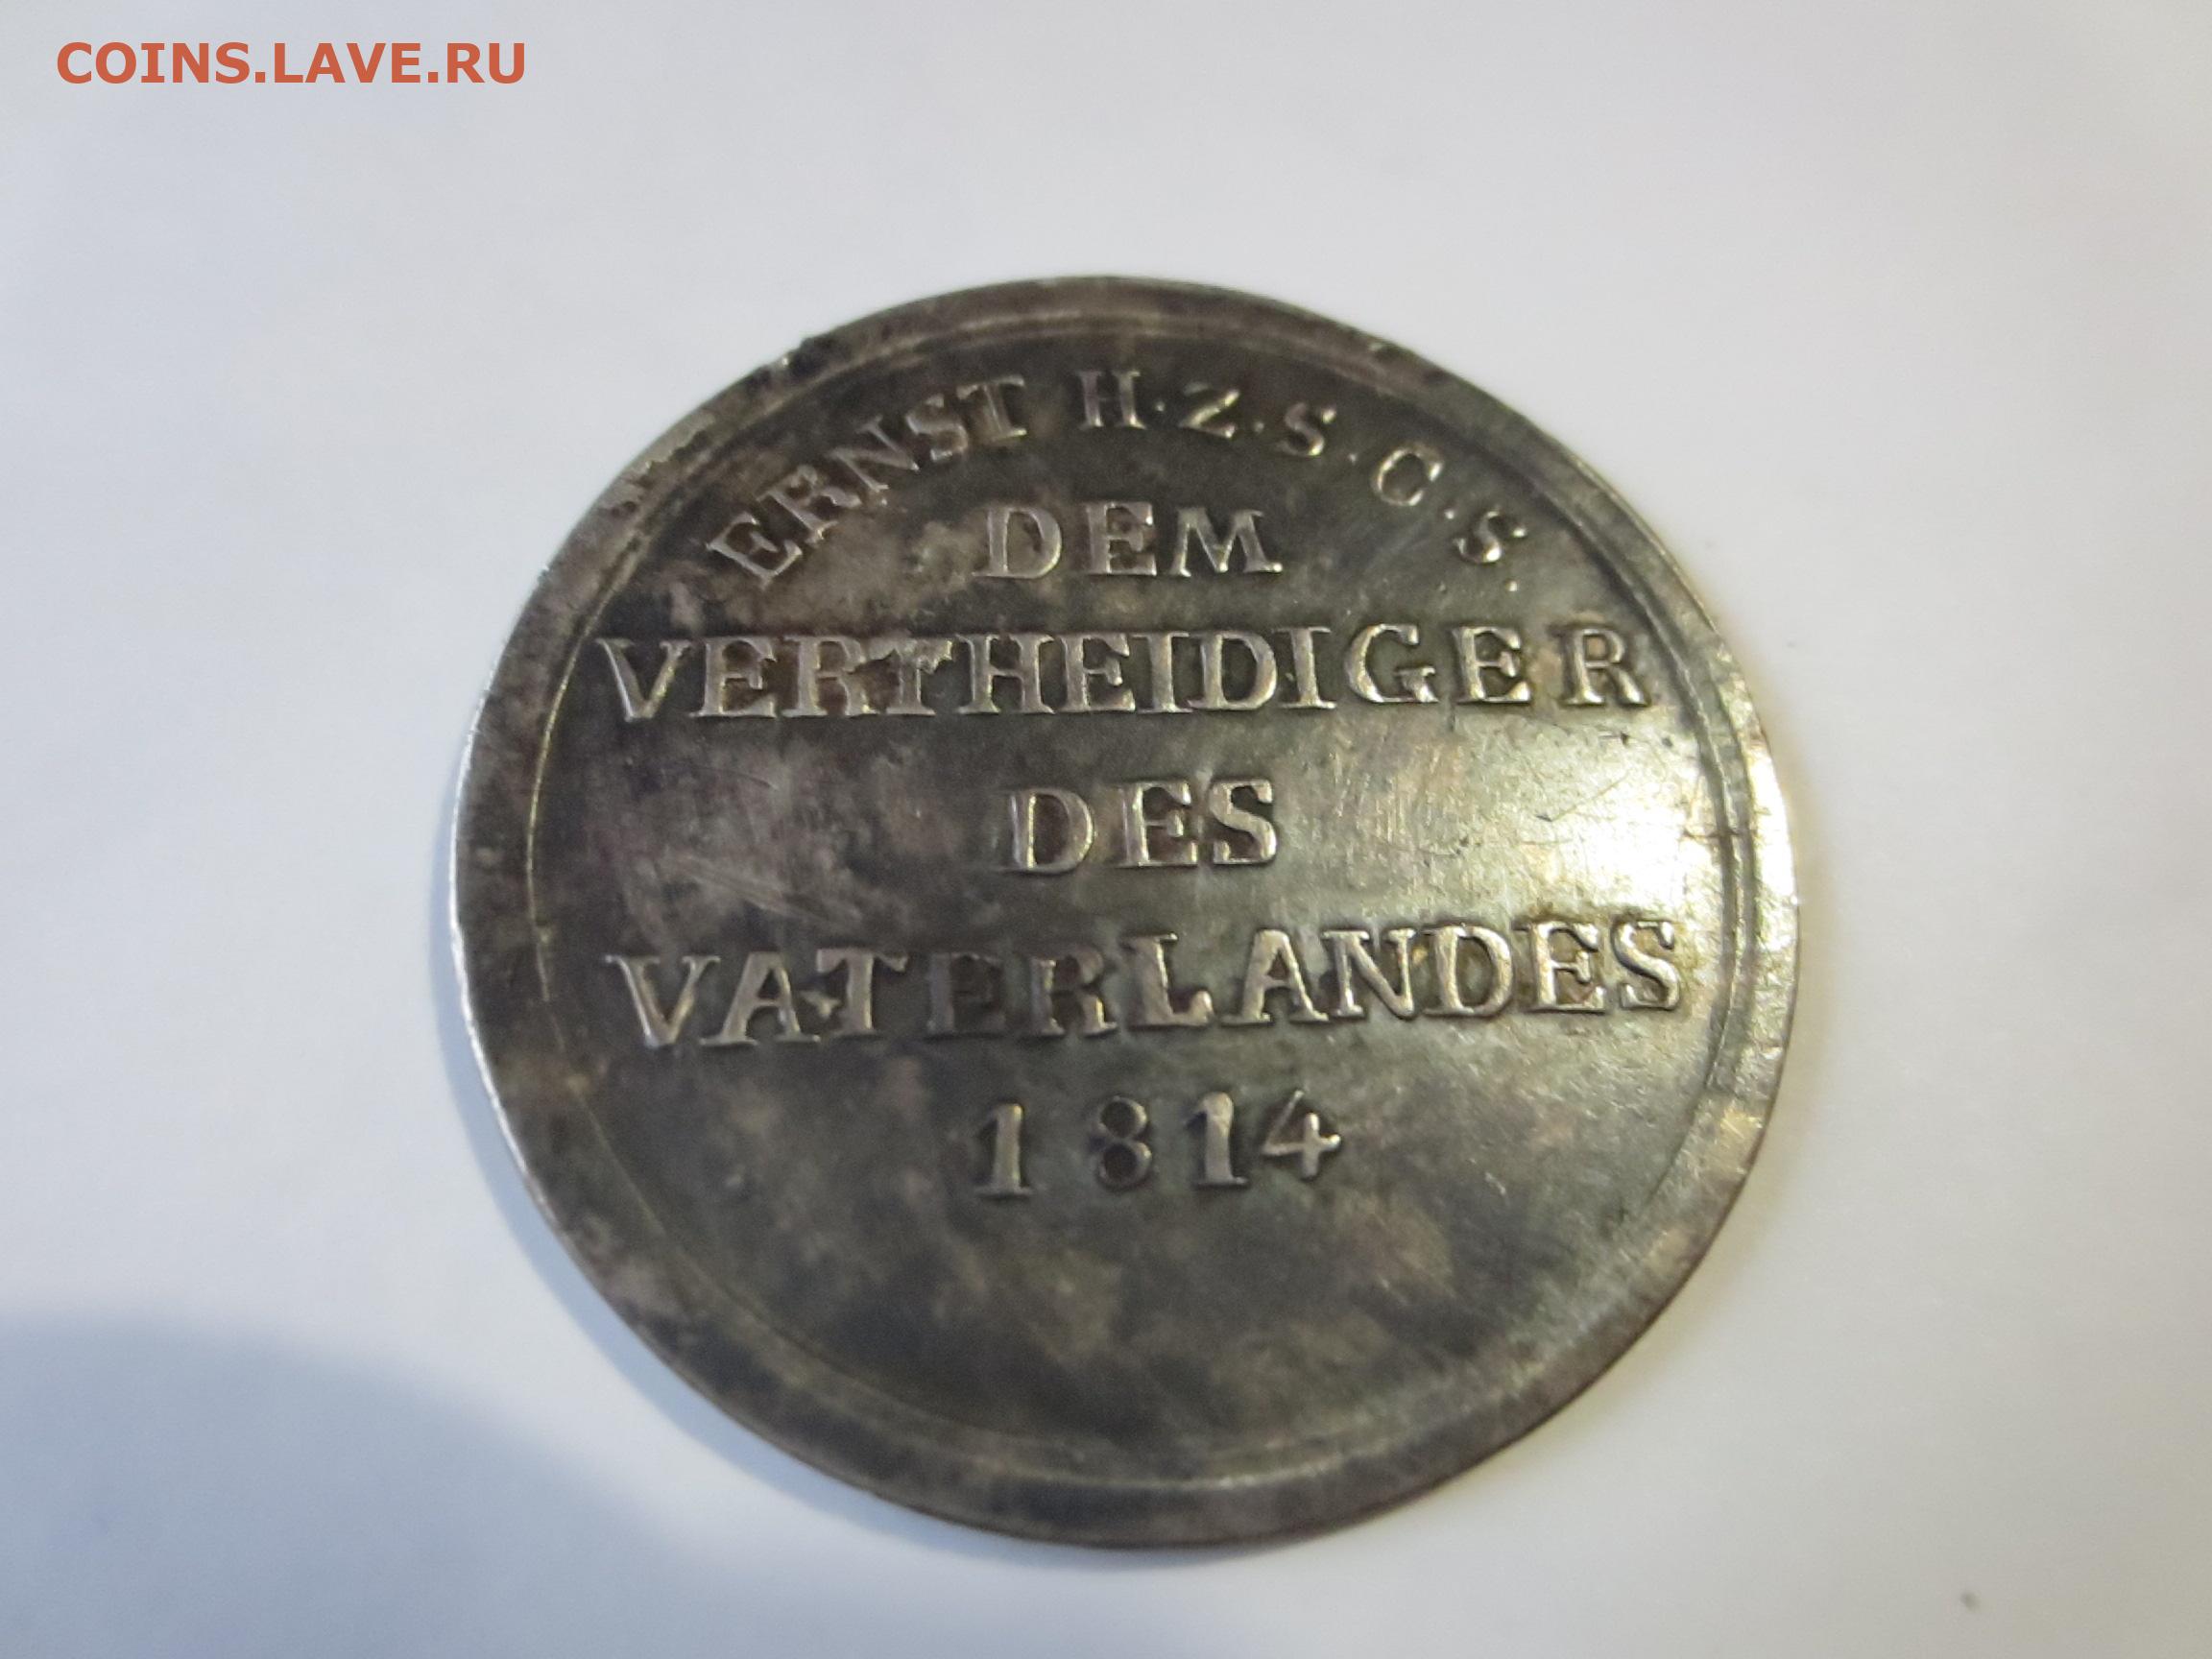 COINS.LAVE.RU
ERNST H.Z.S.C.S.
DEM
VERTHEIDIGER
DES
VATERLANDES
1814